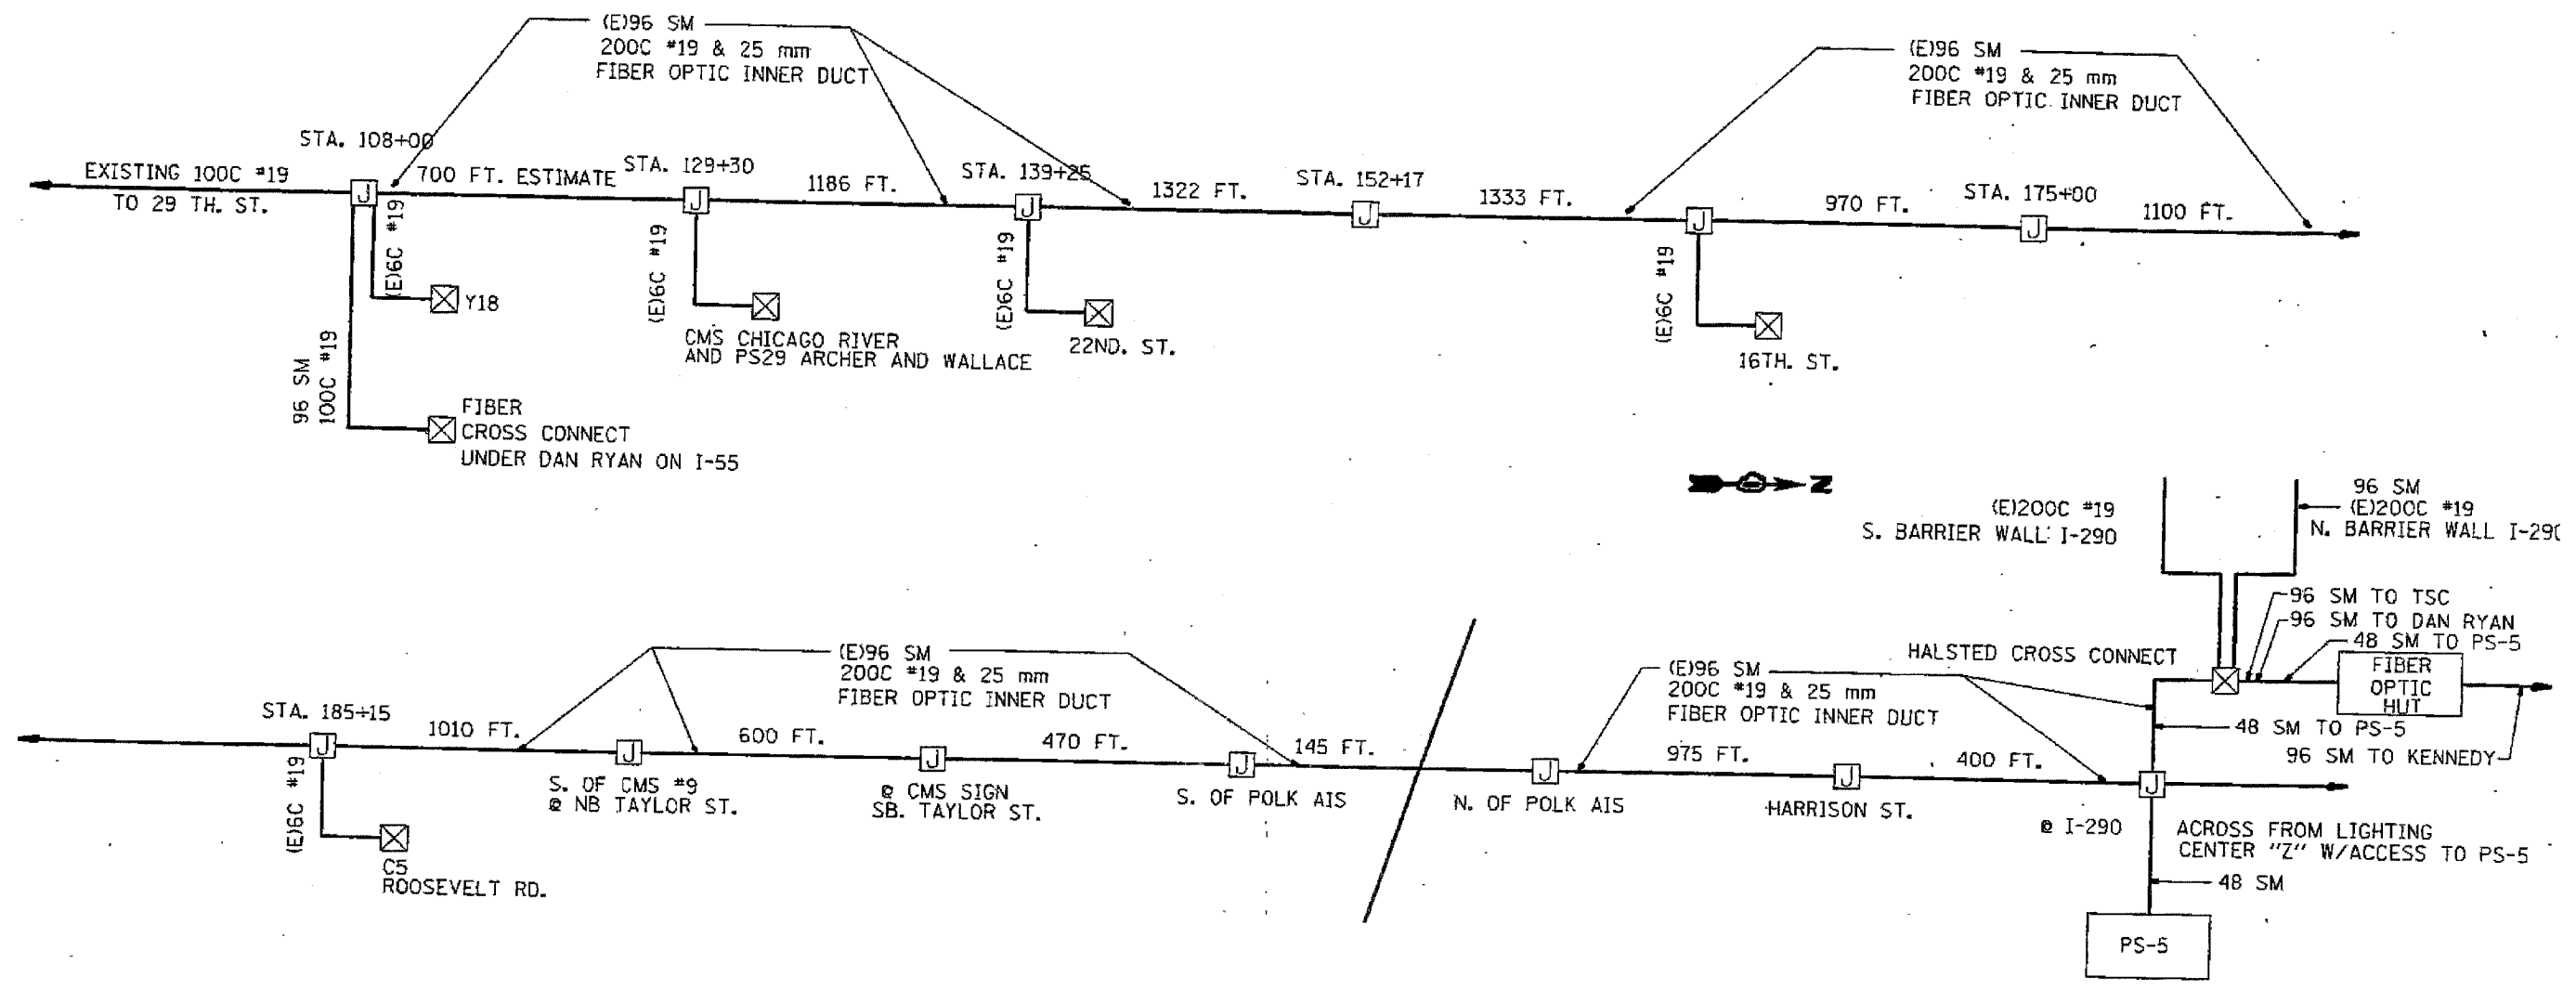 (E)96 SM
200C #19 & 25 mm
FIBER OPTIC INNER DUCT
(E)96 SM
200C #19 & 25 mm
FIBER OPTIC INNER DUCT
STA. 108+00
EXISTING 100C #19
TO 29 TH. ST.
700 FT. ESTIMATE
STA. 129+30
1186 FT.
STA. 139+25
1322 FT.
STA. 152+17
1333 FT.
970 FT.
STA. 175+00
1100 FT.
J
J
J
J
J
J
(E)6C #19
Y18
(E)6C #19
CMS CHICAGO RIVER
AND PS29 ARCHER AND WALLACE
(E)6C #19
22ND. ST.
(E)6C #19
16TH. ST.
96 SM
100C #19
FIBER
CROSS CONNECT
UNDER DAN RYAN ON I-55
N
(E)200C #19
S. BARRIER WALL I-290
96 SM
(E)200C #19
N. BARRIER WALL I-290
96 SM TO TSC
96 SM TO DAN RYAN
48 SM TO PS-5
HALSTED CROSS CONNECT
FIBER
OPTIC
HUT
48 SM TO PS-5
96 SM TO KENNEDY
(E)96 SM
200C #19 & 25 mm
FIBER OPTIC INNER DUCT
(E)96 SM
200C #19 & 25 mm
FIBER OPTIC INNER DUCT
STA. 185+15
1010 FT.
600 FT.
470 FT.
145 FT.
975 FT.
400 FT.
J
J
J
J
J
J
J
(E)6C #19
C5
ROOSEVELT RD.
S. OF CMS #9
@ NB TAYLOR ST.
@ CMS SIGN
SB. TAYLOR ST.
S. OF POLK AIS
N. OF POLK AIS
HARRISON ST.
@ I-290
ACROSS FROM LIGHTING
CENTER "Z" W/ACCESS TO PS-5
48 SM
PS-5